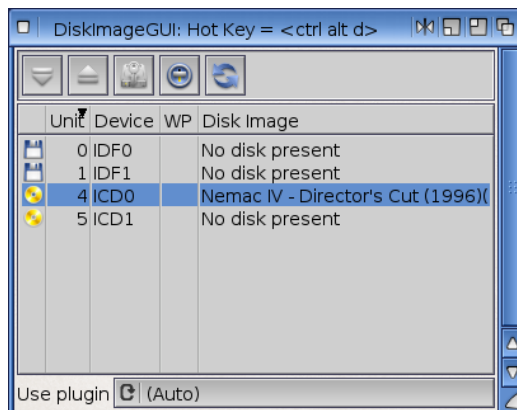 DiskImageGUI: Hot Key = <ctrl alt d>
Unit Device WP Disk Image
0 IDF0 No disk present
1 IDF1 No disk present
4 ICD0 Nemac IV - Director's Cut (1996)(
5 ICD1 No disk present
Use plugin (Auto)